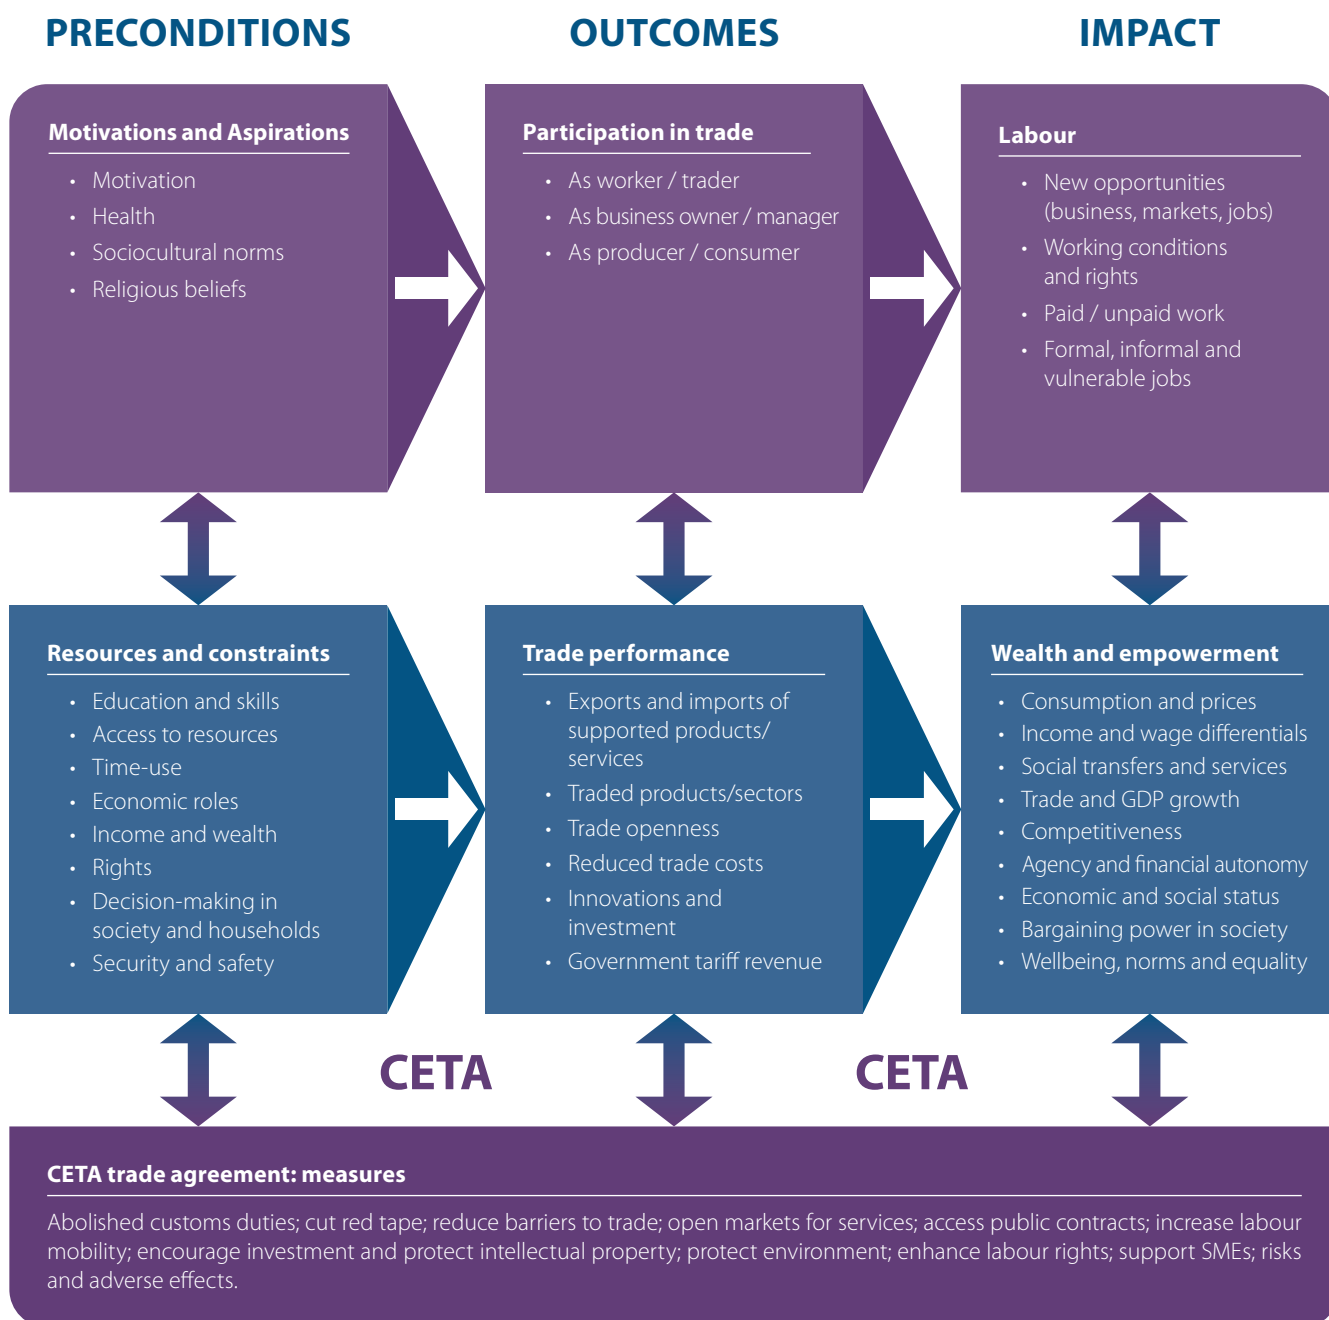 PRECONDITIONS
OUTCOMES
IMPACT
Motivations and Aspirations
• Motivation
• Health
• Sociocultural norms
• Religious beliefs
Participation in trade
• As worker / trader
• As business owner / manager
• As producer / consumer
Labour
• New opportunities
(business, markets, jobs)
• Working conditions
and rights
• Paid / unpaid work
• Formal, informal and
vulnerable jobs
Resources and constraints
• Education and skills
• Access to resources
• Time-use
• Economic roles
• Income and wealth
• Rights
• Decision-making in
society and households
• Security and safety
Trade performance
• Exports and imports of
supported products/
services
• Traded products/sectors
• Trade openness
• Reduced trade costs
• Innovations and
investment
• Government tariff revenue
Wealth and empowerment
• Consumption and prices
• Income and wage differentials
• Social transfers and services
• Trade and GDP growth
• Competitiveness
• Agency and financial autonomy
• Economic and social status
• Bargaining power in society
• Wellbeing, norms and equality
CETA
CETA
CETA trade agreement: measures
Abolished customs duties; cut red tape; reduce barriers to trade; open markets for services; access public contracts; increase labour
mobility; encourage investment and protect intellectual property; protect environment; enhance labour rights; support SMEs; risks
and adverse effects.